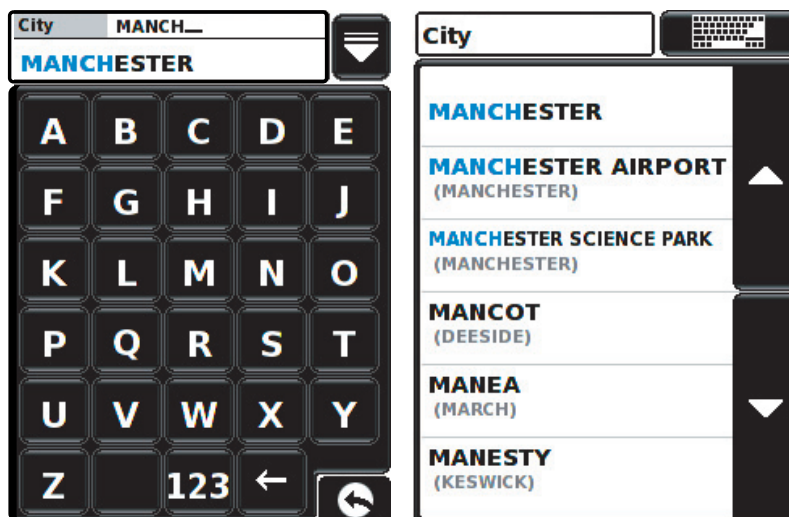 City MANCH_
MANCHESTER
A B C D E
F G H I J
K L M N O
P Q R S T
U V W X Y
Z 123 ←
City
MANCHESTER
MANCHESTER AIRPORT
(MANCHESTER)
MANCHESTER SCIENCE PARK
(MANCHESTER)
MANCOT
(DEESIDE)
MANEA
(MARCH)
MANESTY
(KESWICK)